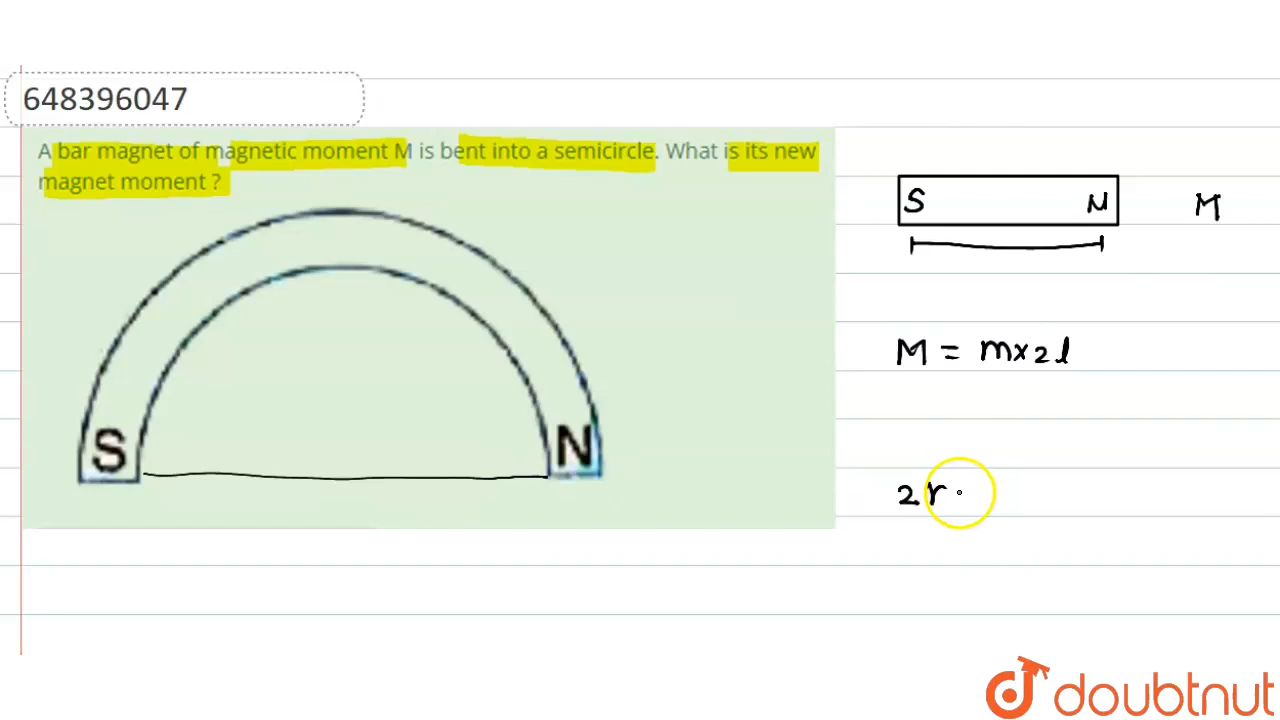 648396047
A bar magnet of magnetic moment M is bent into a semicircle. What is its new
magnet moment ?
S N M
M = m×2l
S N
2r
doubtnut